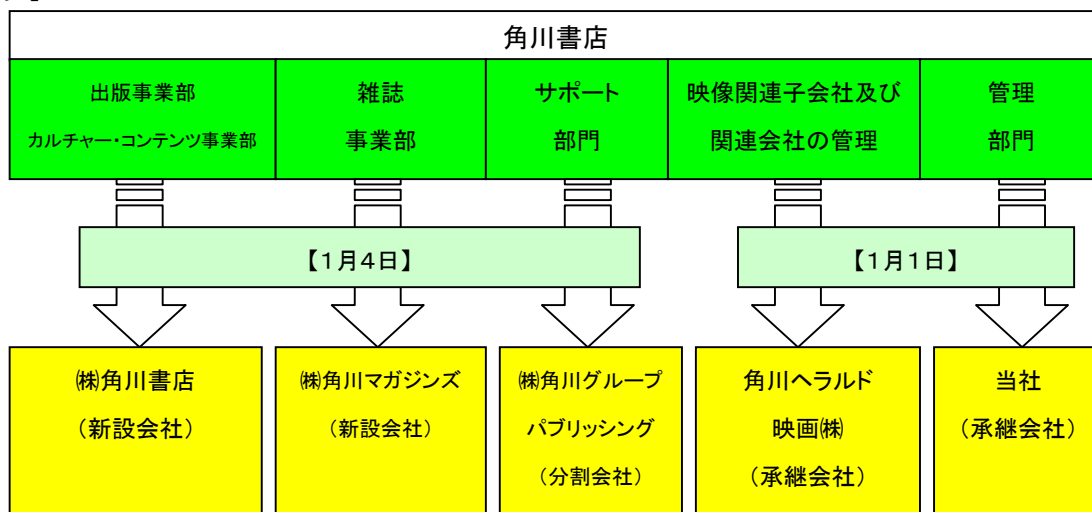 角川書店
出版事業部
カルチャー・コンテンツ事業部
雑誌
事業部
サポート
部門
映像関連子会社及び
関連会社の管理
管理
部門
【1月4日】
【1月1日】
㈱角川書店
（新設会社）
㈱角川マガジンズ
（新設会社）
㈱角川グループ
パブリッシング
（分割会社）
角川ヘラルド
映画㈱
（承継会社）
当社
（承継会社）